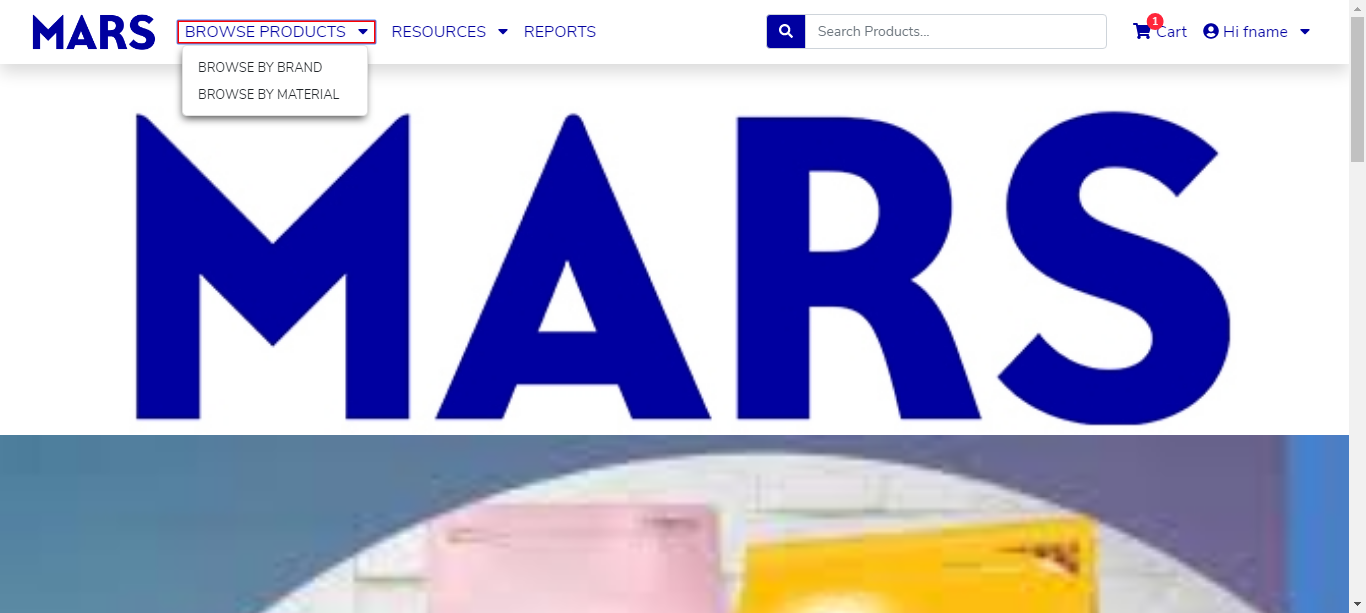 MARS
BROWSE PRODUCTS
RESOURCES
REPORTS
Search Products...
1
Cart
Hi fname
BROWSE BY BRAND
BROWSE BY MATERIAL
MARS